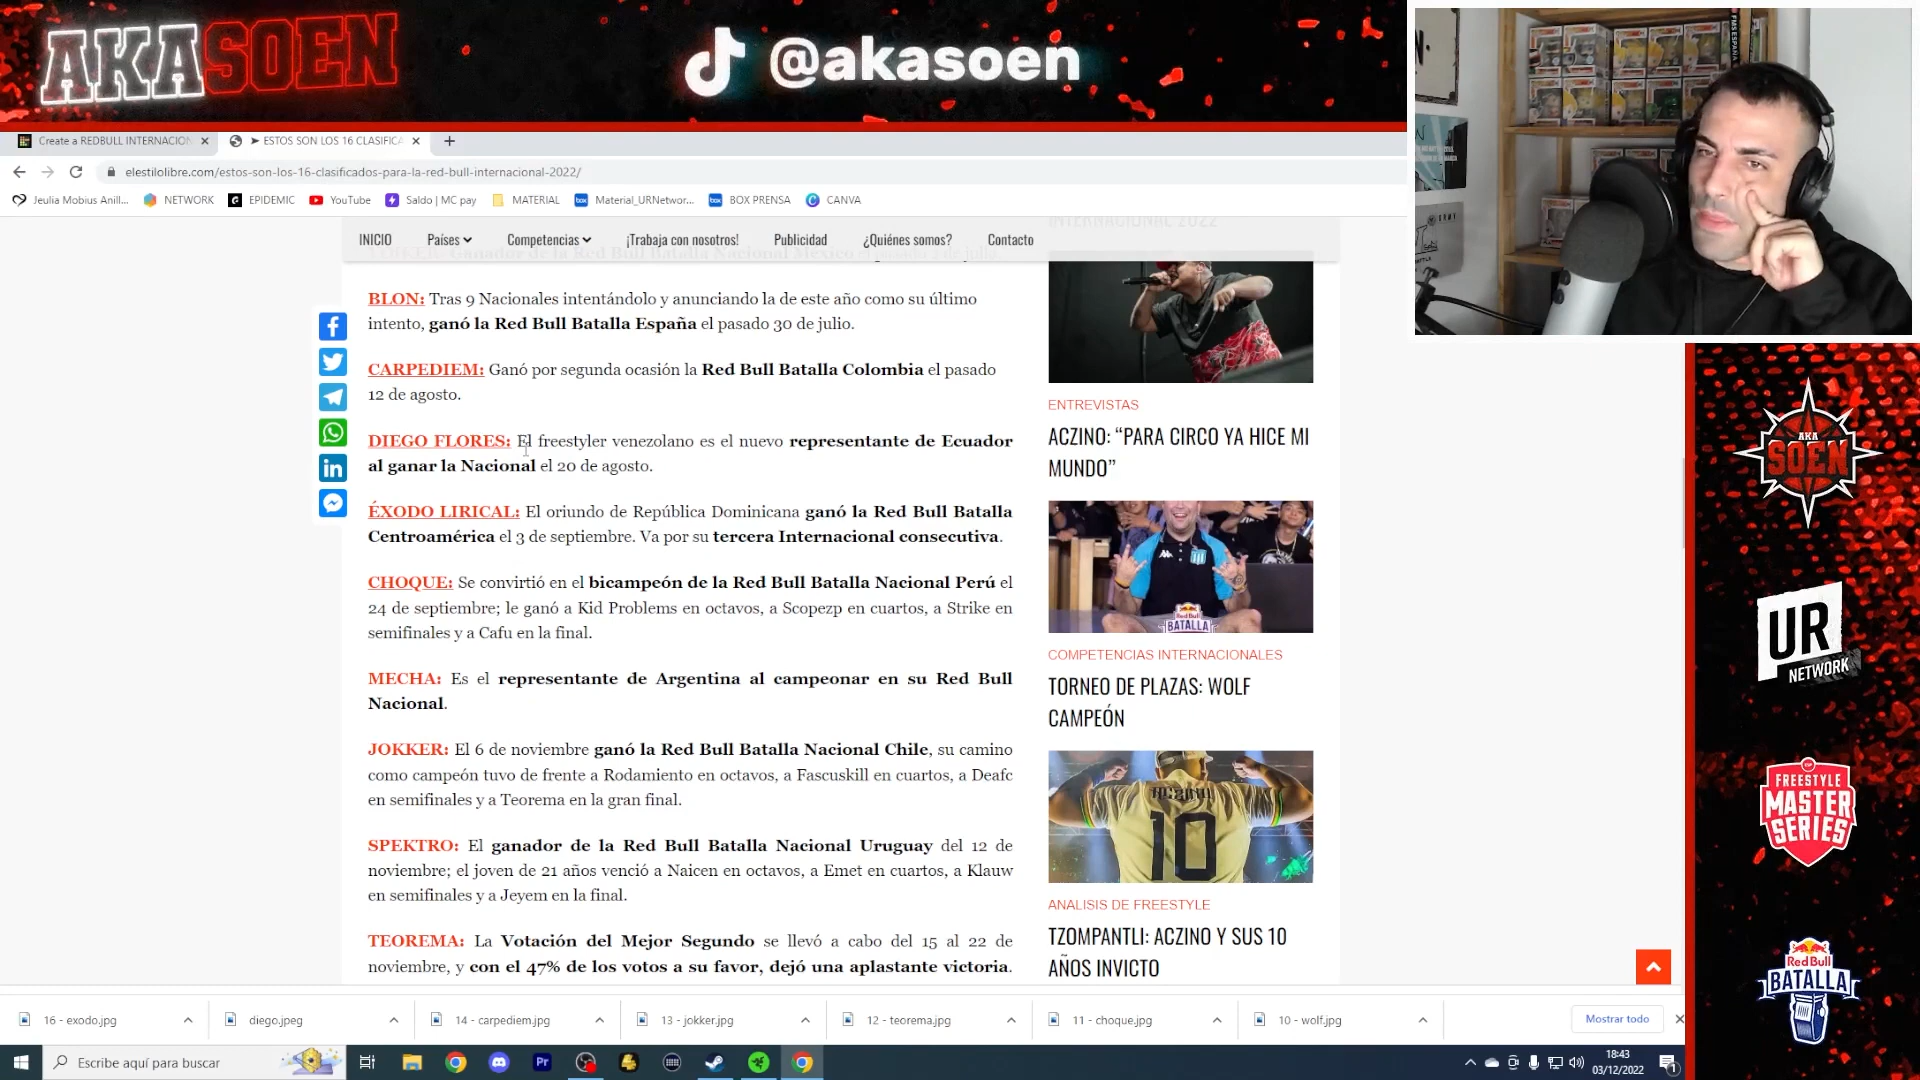 AKASOEN
@akasoen
Create a REDBULL INTERNACION
► ESTOS SON LOS 16 CLASIFICA
elestilolibre.com/estos-son-los-16-clasificados-para-la-red-bull-internacional-2022/
Jeulia Mobius Anill...
NETWORK
EPIDEMIC
YouTube
Saldo | MC pay
MATERIAL
Material_URNetwor...
BOX PRENSA
CANVA
INICIO
Países
Competencias
¡Trabaja con nosotros!
Publicidad
¿Quiénes somos?
Contacto
INTERNACIONAL 2022
Ganador de la Red Bull Batalla Nacional México
BLON: Tras 9 Nacionales intentándolo y anunciando la de este año como su último
intento, ganó la Red Bull Batalla España el pasado 30 de julio.
CARPEDIEM: Ganó por segunda ocasión la Red Bull Batalla Colombia el pasado
12 de agosto.
DIEGO FLORES: El freestyler venezolano es el nuevo representante de Ecuador
al ganar la Nacional el 20 de agosto.
ÉXODO LIRICAL: El oriundo de República Dominicana ganó la Red Bull Batalla
Centroamérica el 3 de septiembre. Va por su tercera Internacional consecutiva.
CHOQUE: Se convirtió en el bicampeón de la Red Bull Batalla Nacional Perú el
24 de septiembre; le ganó a Kid Problems en octavos, a Scopezp en cuartos, a Strike en
semifinales y a Cafu en la final.
MECHA: Es el representante de Argentina al campeonar en su Red Bull
Nacional.
JOKKER: El 6 de noviembre ganó la Red Bull Batalla Nacional Chile, su camino
como campeón tuvo de frente a Rodamiento en octavos, a Fascuskill en cuartos, a Deafc
en semifinales y a Teorema en la gran final.
SPEKTRO: El ganador de la Red Bull Batalla Nacional Uruguay del 12 de
noviembre; el joven de 21 años venció a Naicen en octavos, a Emet en cuartos, a Klauw
en semifinales y a Jeyem en la final.
TEOREMA: La Votación del Mejor Segundo se llevó a cabo del 15 al 22 de
noviembre, y con el 47% de los votos a su favor, dejó una aplastante victoria.
ENTREVISTAS
ACZINO: “PARA CIRCO YA HICE MI
MUNDO”
Red Bull
BATALLA
COMPETENCIAS INTERNACIONALES
TORNEO DE PLAZAS: WOLF
CAMPEÓN
ACZINO
10
ANALISIS DE FREESTYLE
TZOMPANTLI: ACZINO Y SUS 10
AÑOS INVICTO
AKA
SOEN
UR
NETWORK
FREESTYLE
MASTER
SERIES
Red Bull
BATALLA
16 - exodo.jpg
diego.jpeg
14 - carpediem.jpg
13 - jokker.jpg
12 - teorema.jpg
11 - choque.jpg
10 - wolf.jpg
Mostrar todo
Escribe aquí para buscar
Pr
18:43
03/12/2022
1